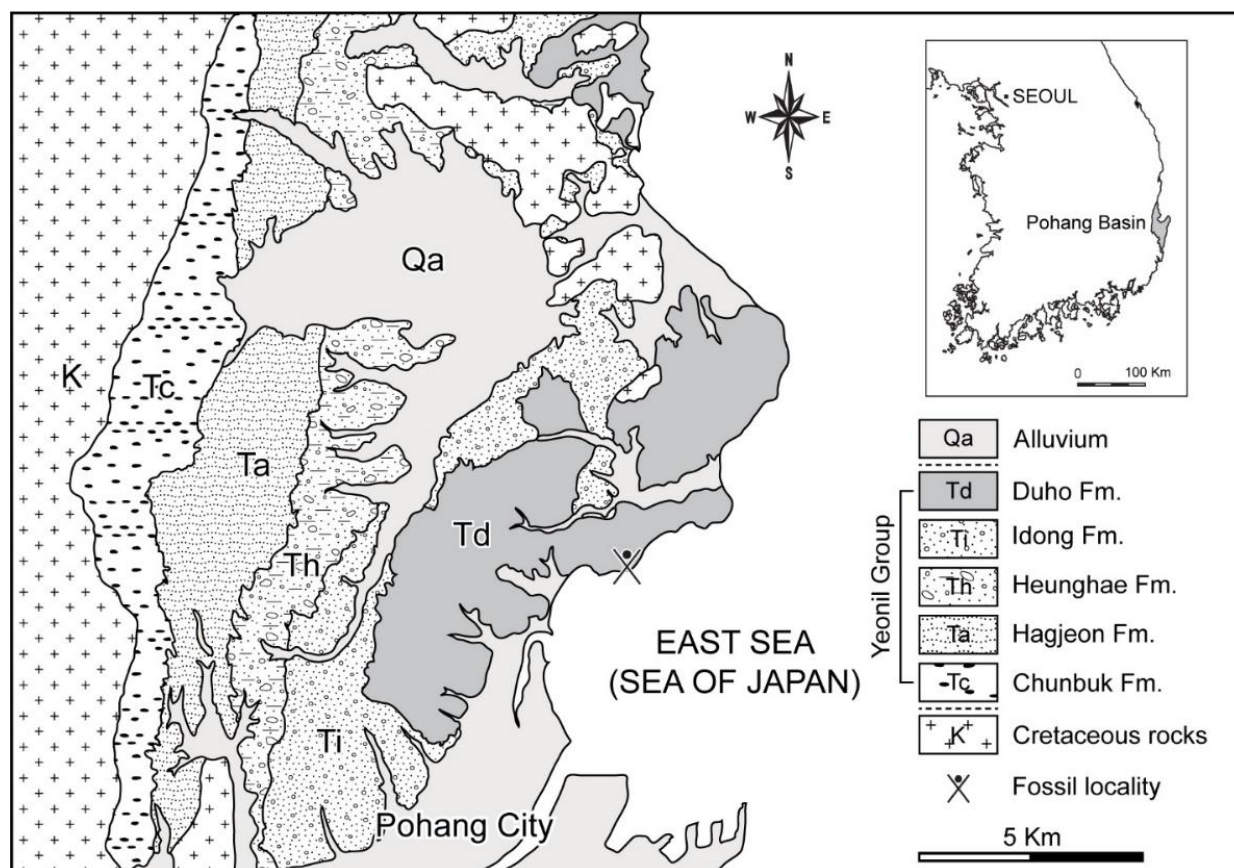 N
W
E
S
SEOUL
Pohang Basin
0
100 Km
Qa
K
Tc
Ta
Th
Td
Ti
EAST SEA
(SEA OF JAPAN)
Pohang City
Yeonil Group
Qa Alluvium
Td Duho Fm.
Ti Idong Fm.
Th Heunghae Fm.
Ta Hagjeon Fm.
Tc Chunbuk Fm.
K Cretaceous rocks
Fossil locality
5 Km